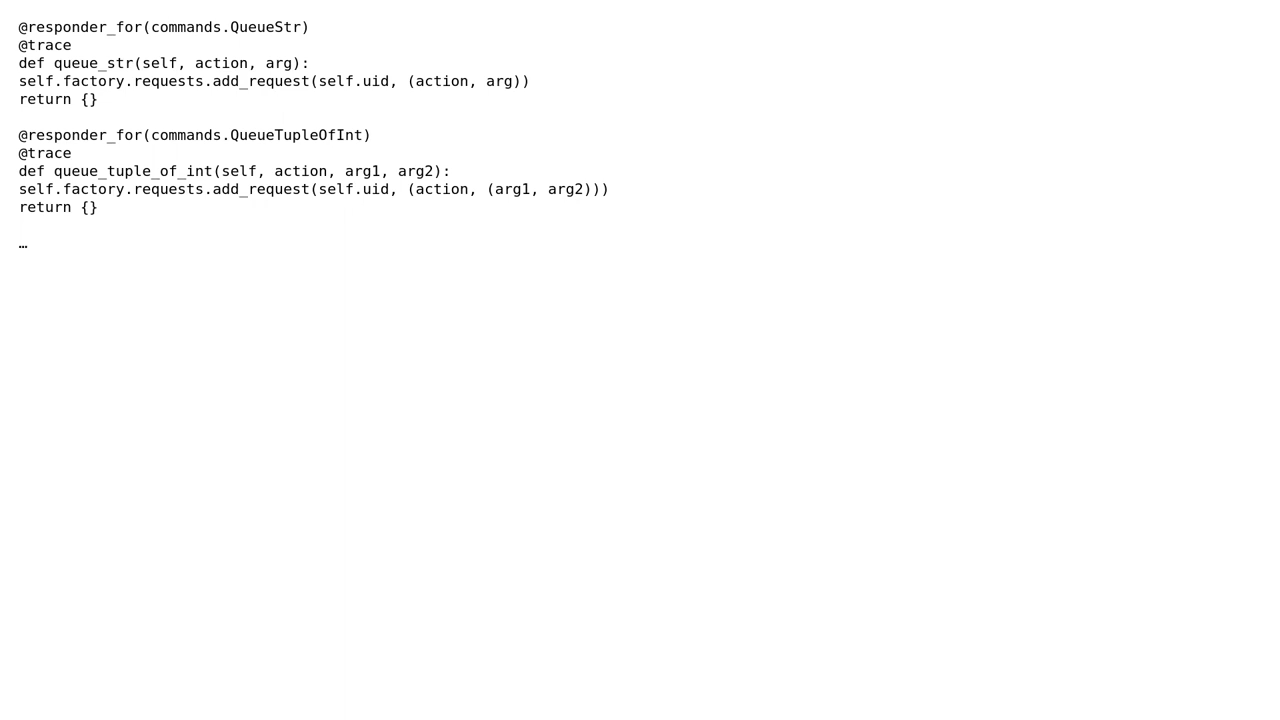 @responder_for(commands.QueueStr)
@trace
def queue_str(self, action, arg):
self.factory.requests.add_request(self.uid, (action, arg))
return {}

@responder_for(commands.QueueTupleOfInt)
@trace
def queue_tuple_of_int(self, action, arg1, arg2):
self.factory.requests.add_request(self.uid, (action, (arg1, arg2)))
return {}

…